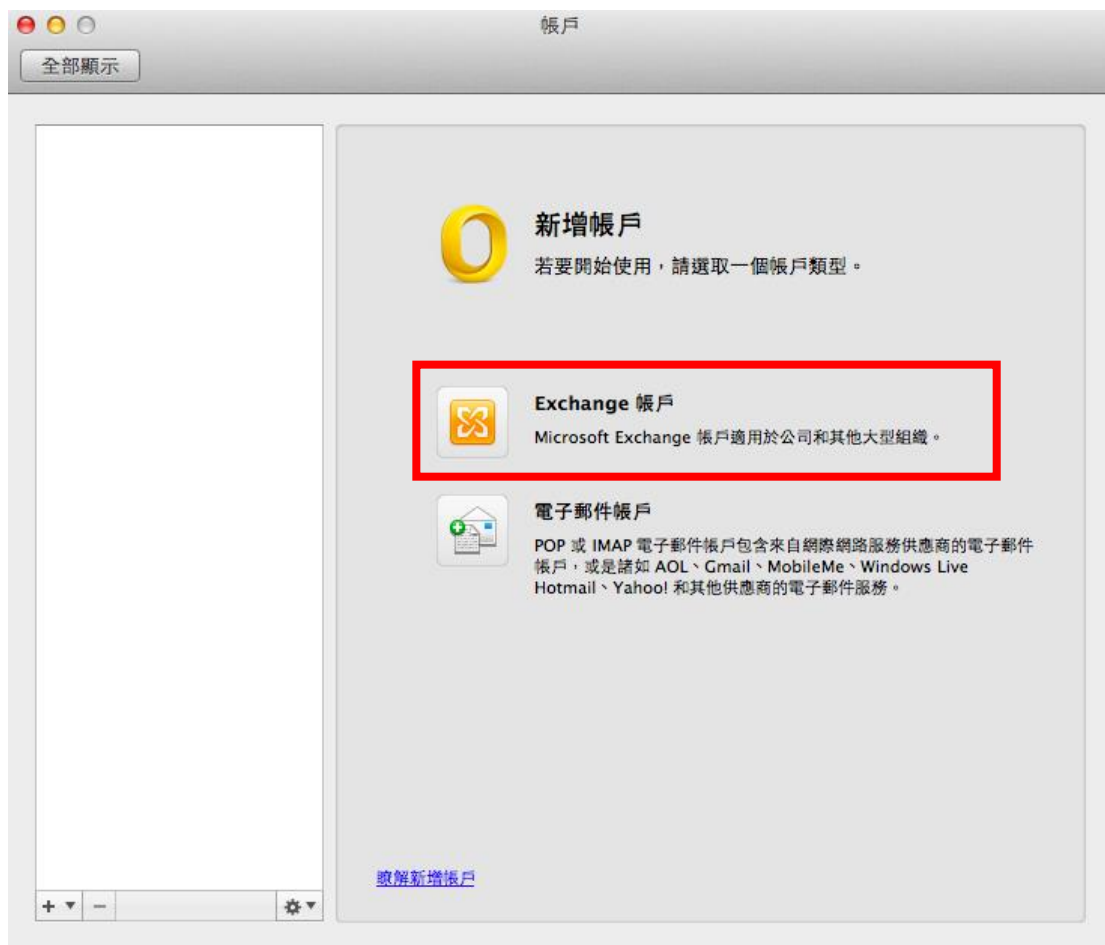 帳戶
全部顯示
新增帳戶
若要開始使用，請選取一個帳戶類型。
Exchange 帳戶
Microsoft Exchange 帳戶適用於公司和其他大型組織。
電子郵件帳戶
POP 或 IMAP 電子郵件帳戶包含來自網際網路服務供應商的電子郵件
帳戶，或是諸如 AOL、Gmail、MobileMe、Windows Live
Hotmail、Yahoo! 和其他供應商的電子郵件服務。
瞭解新增帳戶